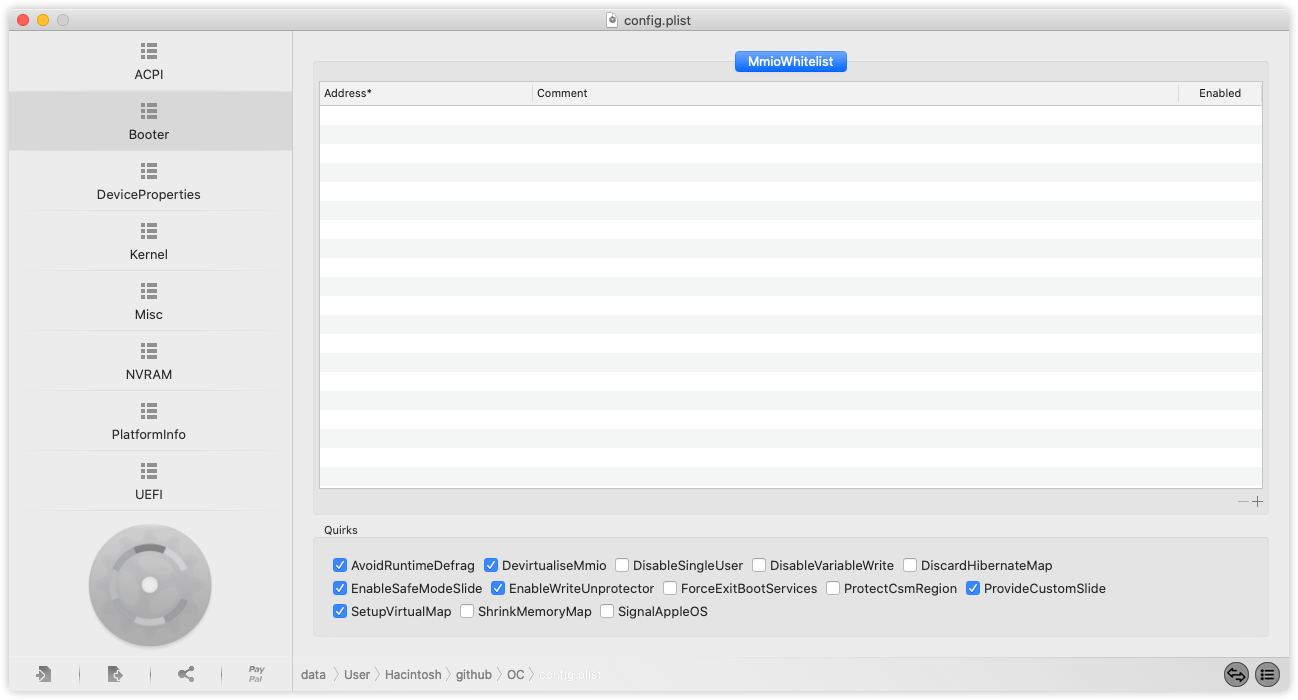 config.plist
ACPI
Booter
DeviceProperties
Kernel
Misc
NVRAM
PlatformInfo
UEFI
Pay
Pal
MmioWhitelist
Address* Comment Enabled
Quirks
AvoidRuntimeDefrag DevirtualiseMmio DisableSingleUser DisableVariableWrite DiscardHibernateMap
EnableSafeModeSlide EnableWriteUnprotector ForceExitBootServices ProtectCsmRegion ProvideCustomSlide
SetupVirtualMap ShrinkMemoryMap SignalAppleOS
data User Hacintosh github OC config.plist